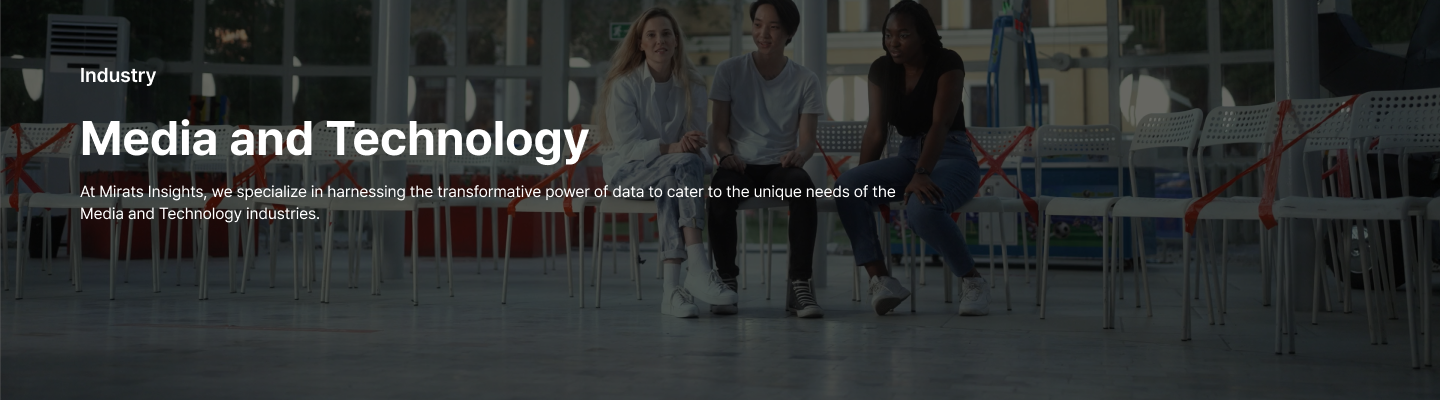 Industry
Media and Technology
At Mirats Insights, we specialize in harnessing the transformative power of data to cater to the unique needs of the
Media and Technology industries.